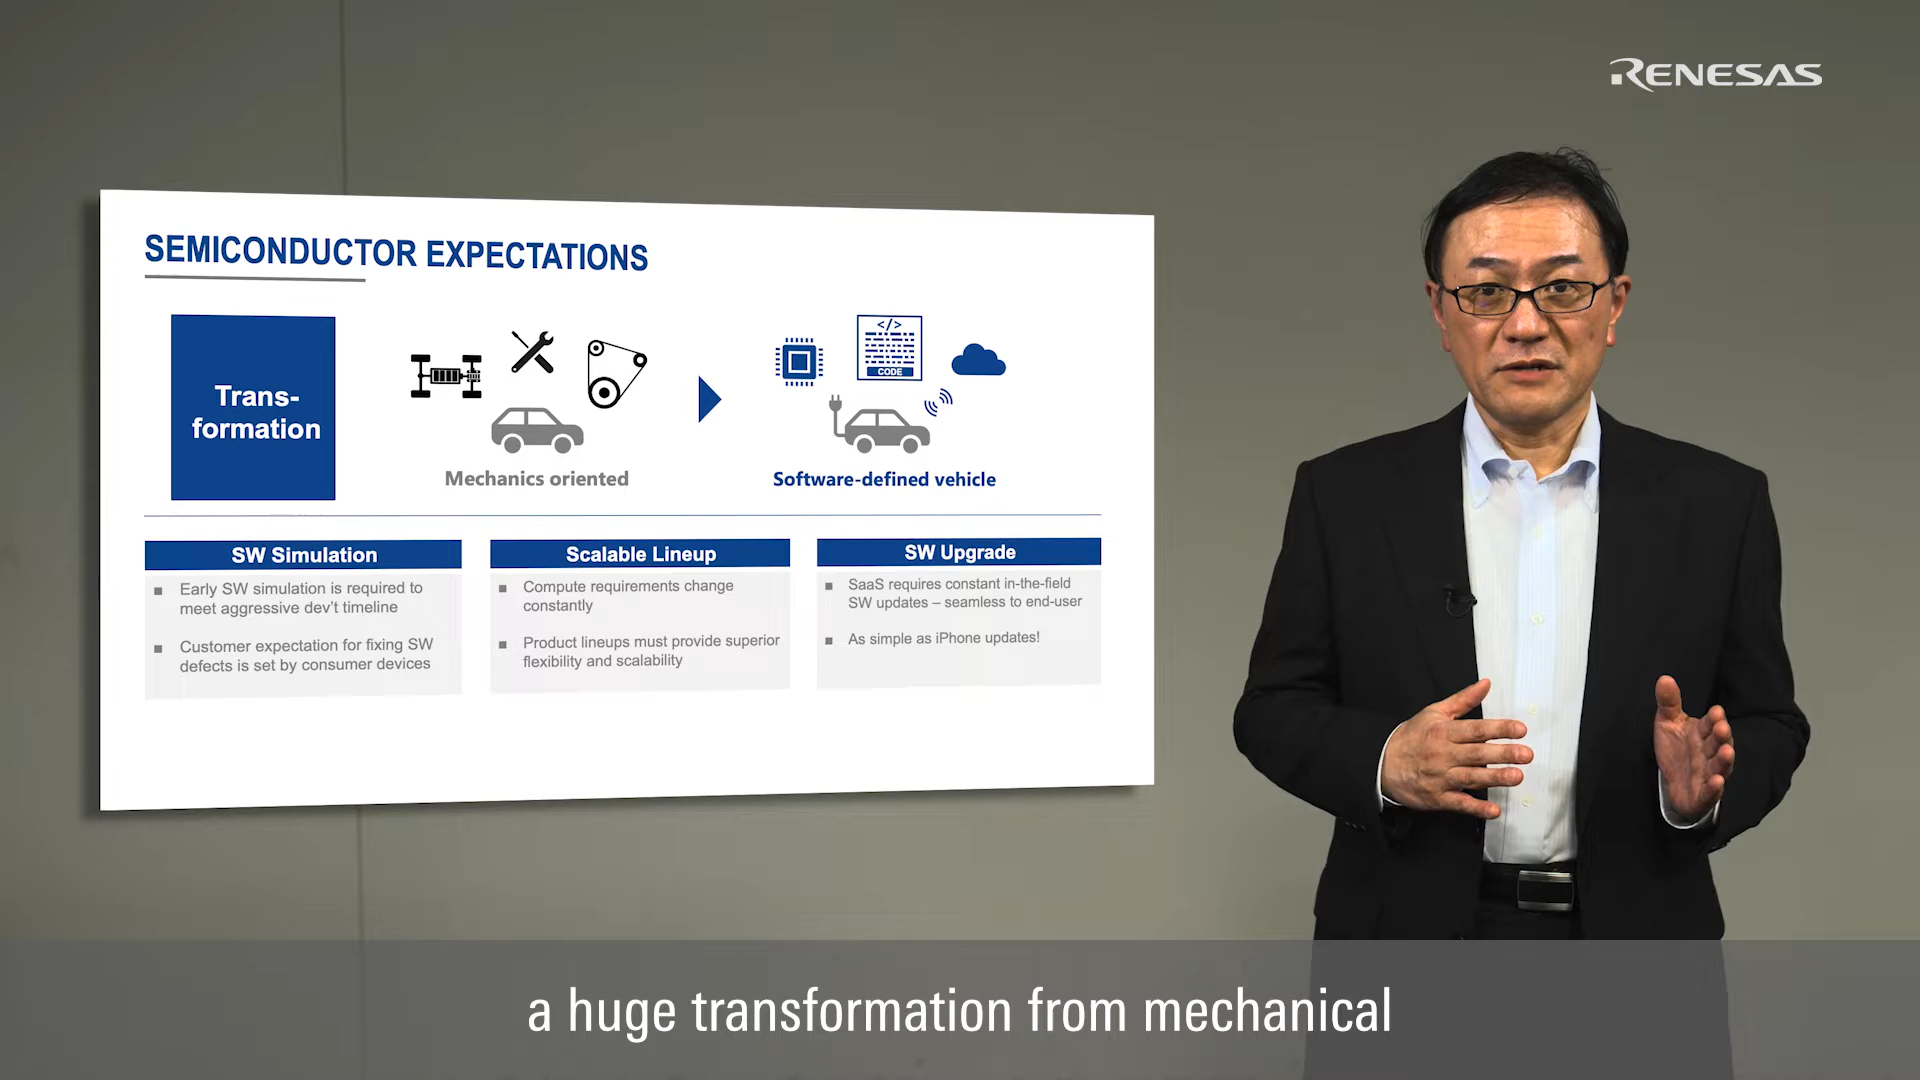 RENESAS
SEMICONDUCTOR EXPECTATIONS
Trans-
formation
</>
CODE
Mechanics oriented
Software-defined vehicle
SW Simulation
▪ Early SW simulation is required to
meet aggressive dev’t timeline
▪ Customer expectation for fixing SW
defects is set by consumer devices
Scalable Lineup
▪ Compute requirements change
constantly
▪ Product lineups must provide superior
flexibility and scalability
SW Upgrade
▪ SaaS requires constant in-the-field
SW updates – seamless to end-user
▪ As simple as iPhone updates!
a huge transformation from mechanical